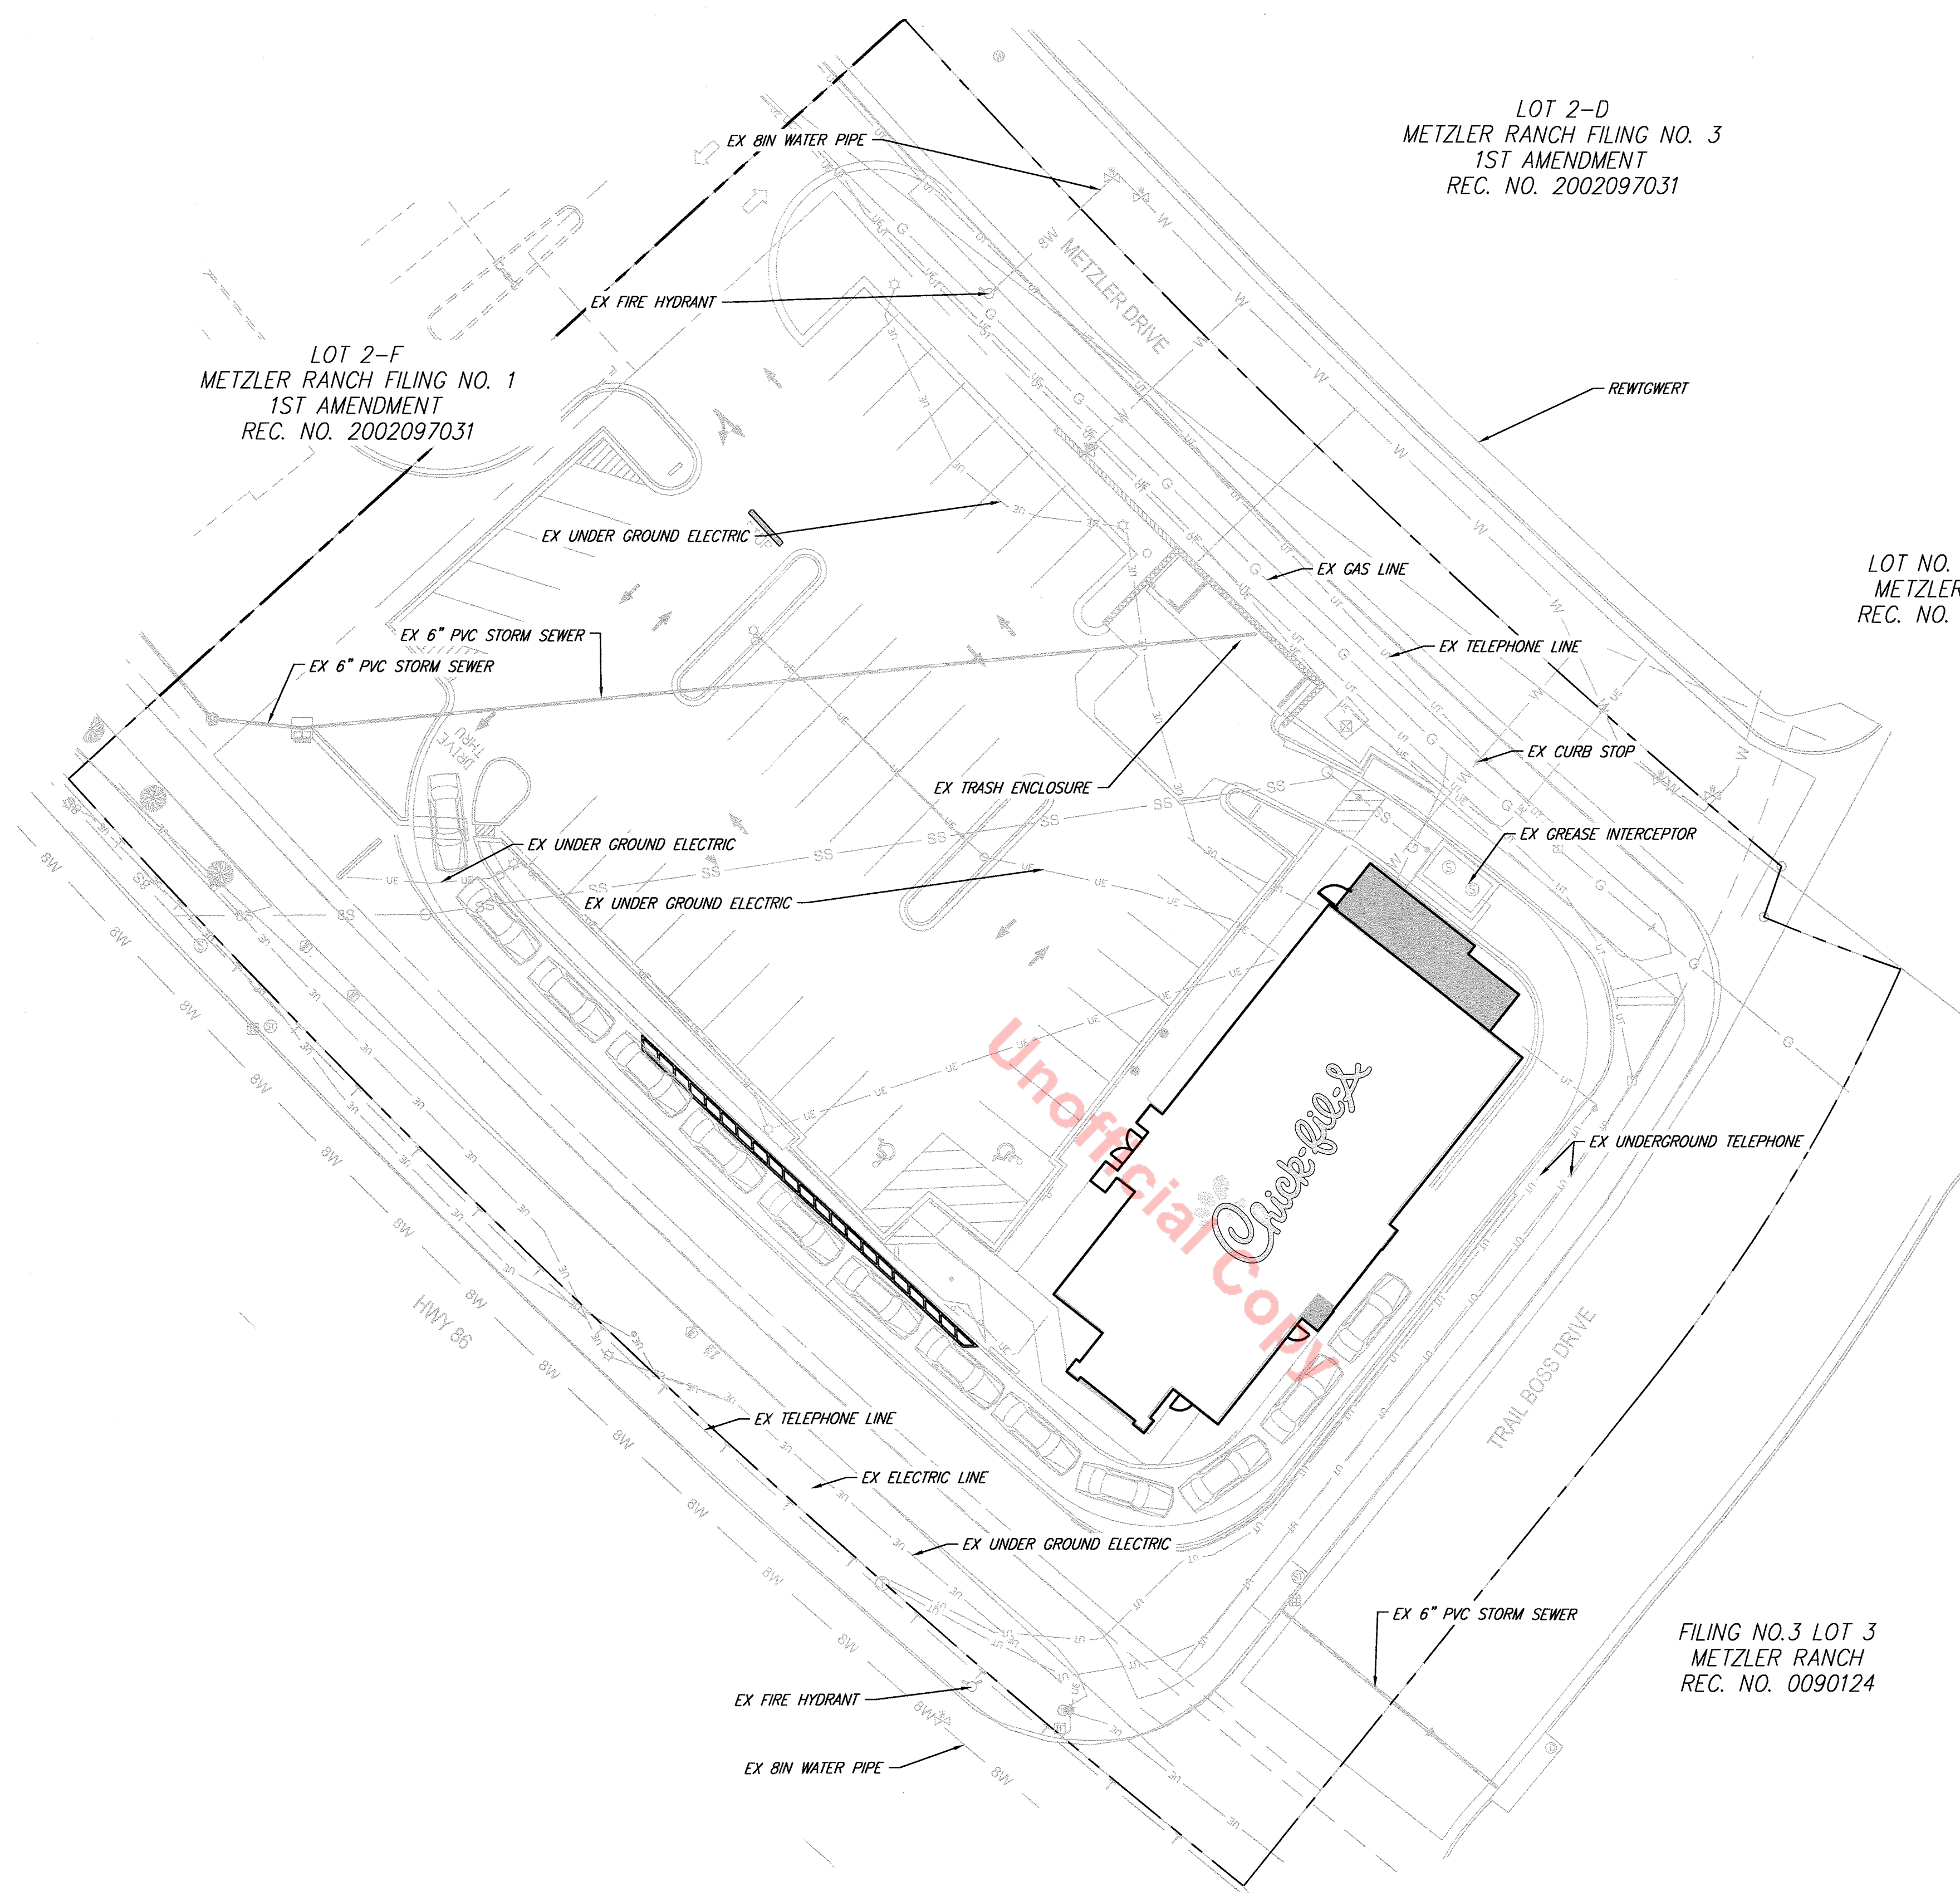 LOT 2-D
METZLER RANCH FILING NO. 3
1ST AMENDMENT
REC. NO. 2002097031
EX 8IN WATER PIPE
METZLER DRIVE
EX FIRE HYDRANT
LOT 2-F
METZLER RANCH FILING NO. 1
1ST AMENDMENT
REC. NO. 2002097031
REWTGWERT
EX UNDER GROUND ELECTRIC
EX GAS LINE
LOT NO.
METZLER
REC. NO.
EX 6" PVC STORM SEWER
EX 6" PVC STORM SEWER
EX TELEPHONE LINE
DRIVE
THRU
EX CURB STOP
EX TRASH ENCLOSURE
EX GREASE INTERCEPTOR
EX UNDER GROUND ELECTRIC
EX UNDER GROUND ELECTRIC
Unofficial Copy
Chick-fil-A
EX UNDERGROUND TELEPHONE
HWY 86
TRAIL BOSS DRIVE
EX TELEPHONE LINE
EX ELECTRIC LINE
EX UNDER GROUND ELECTRIC
EX 6" PVC STORM SEWER
FILING NO.3 LOT 3
METZLER RANCH
REC. NO. 0090124
EX FIRE HYDRANT
EX 8IN WATER PIPE